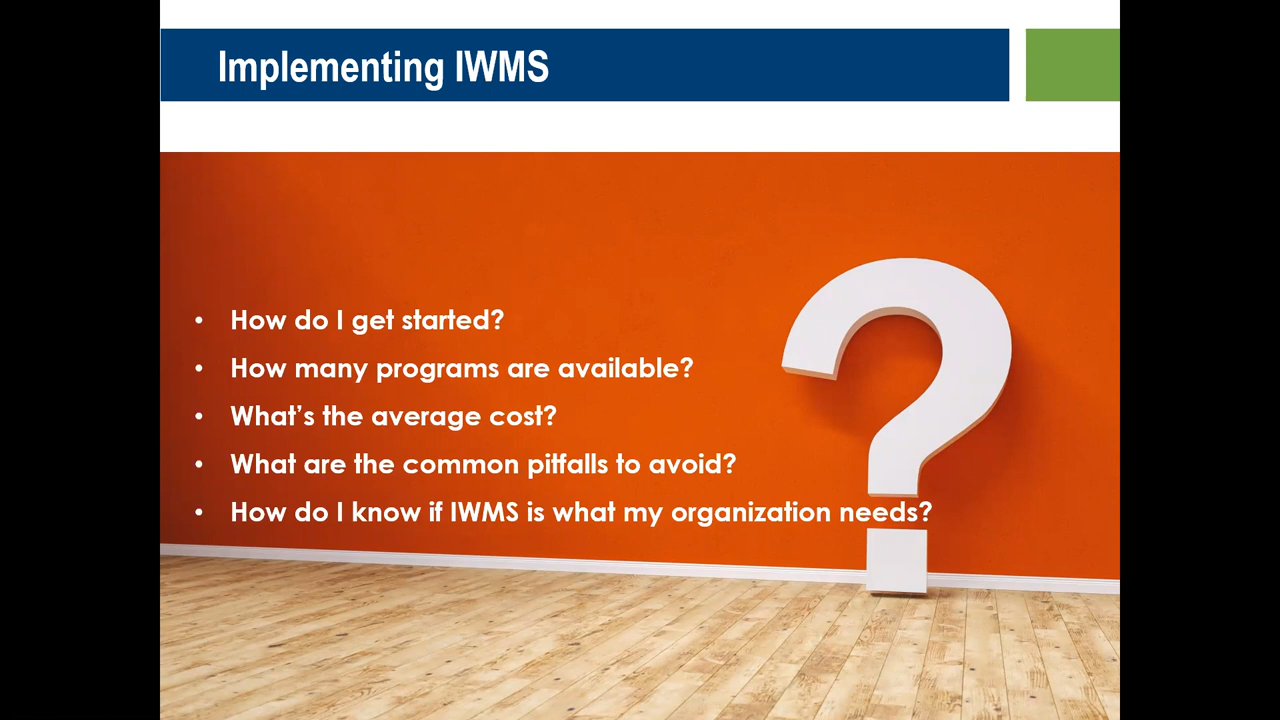 Implementing IWMS
• How do I get started?
• How many programs are available?
• What’s the average cost?
• What are the common pitfalls to avoid?
• How do I know if IWMS is what my organization needs?